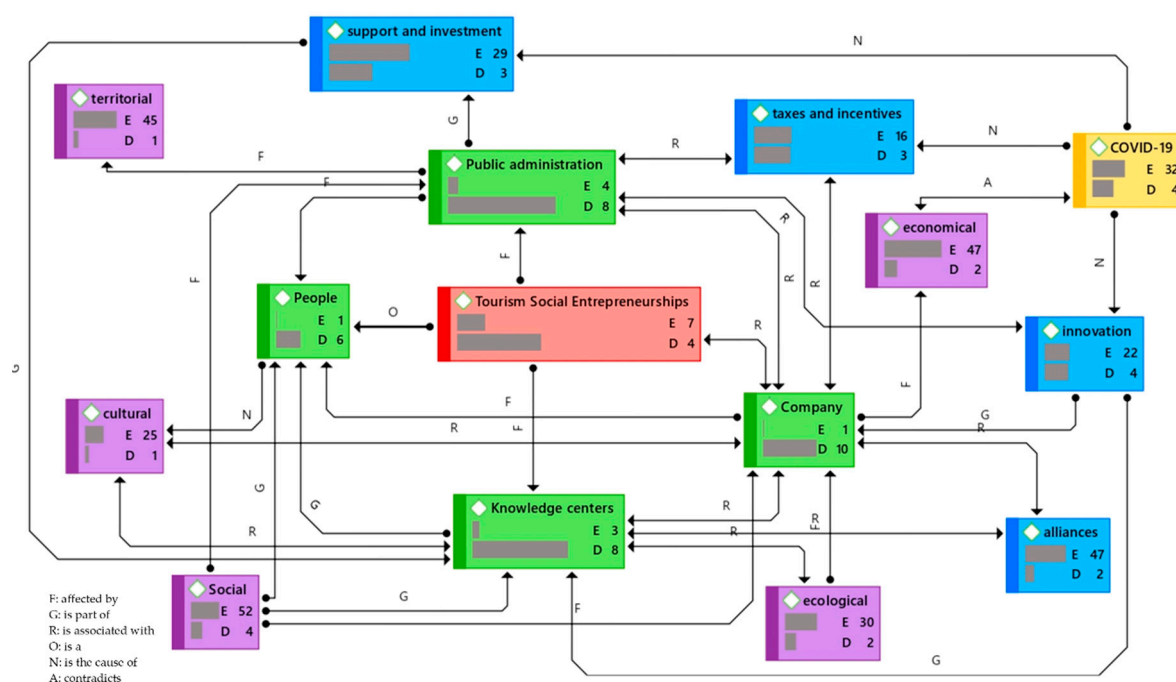 support and investment
E 29
D 3
N
G
territorial
E 45
D 1
taxes and incentives
E 16
D 3
N
COVID-19
E 32
D 4
G
F
Public administration
E 4
D 8
R
A
F
R
economical
E 47
D 2
N
F
F
R
R
People
E 1
D 6
O
Tourism Social Entrepreneurships
E 7
D 4
R
innovation
E 22
D 4
G
F
cultural
E 25
D 1
N
F
F
R
Company
E 1
D 10
G
R
G
G
R
Knowledge centers
E 3
D 8
R
R
R
F
alliances
E 47
D 2
Social
E 52
D 4
G
F
ecological
E 30
D 2
G
F: affected by
G: is part of
R: is associated with
O: is a
N: is the cause of
A: contradicts